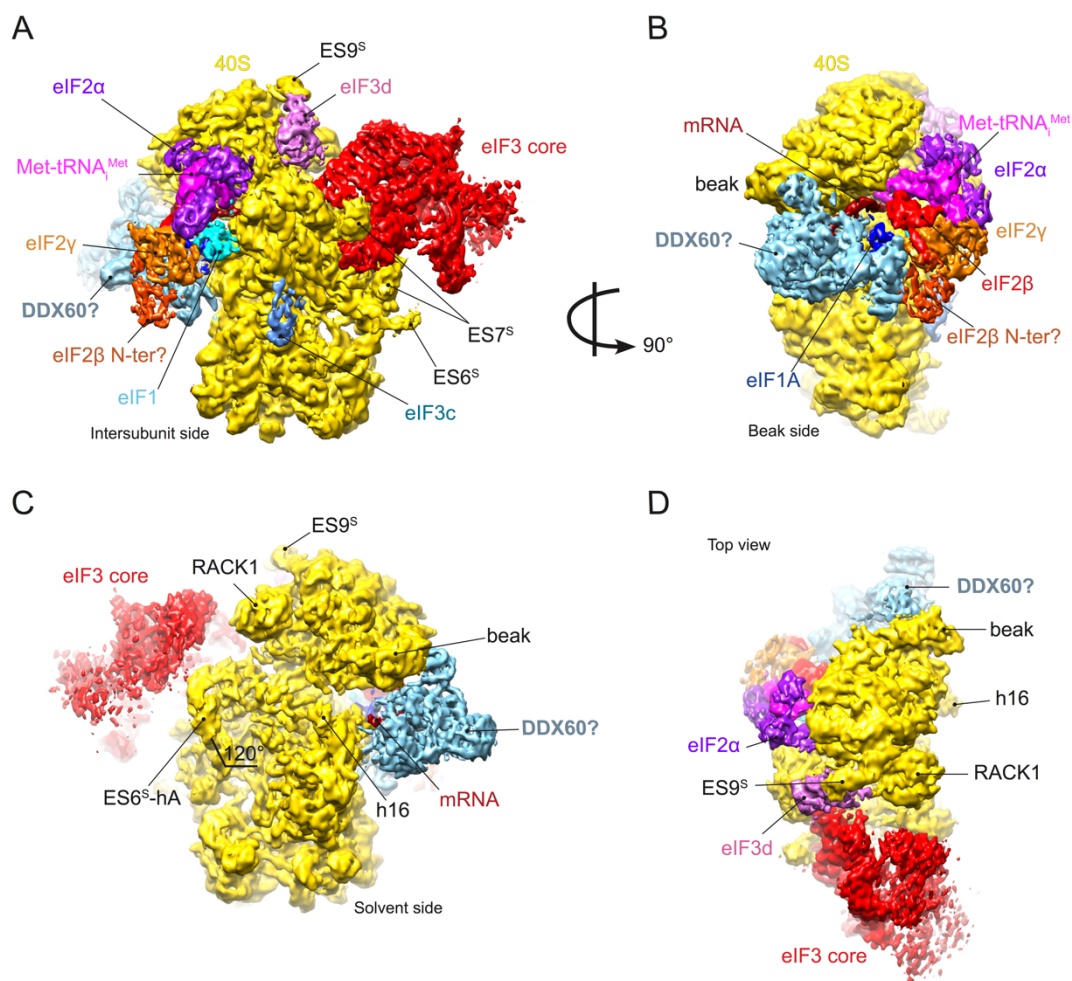 A
40S
ES9ˢ
eIF3d
eIF2α
Met-tRNAᵢᴹᵉᵗ
eIF3 core
eIF2γ
DDX60?
eIF2β N-ter?
eIF1
ES7ˢ
ES6ˢ
eIF3c
Intersubunit side
90°
B
40S
mRNA
Met-tRNAᵢᴹᵉᵗ
eIF2α
beak
DDX60?
eIF2γ
eIF2β
eIF2β N-ter?
eIF1A
Beak side
C
ES9ˢ
RACK1
eIF3 core
beak
DDX60?
120°
ES6ˢ-hA
h16
mRNA
Solvent side
D
Top view
DDX60?
beak
h16
eIF2α
RACK1
ES9ˢ
eIF3d
eIF3 core